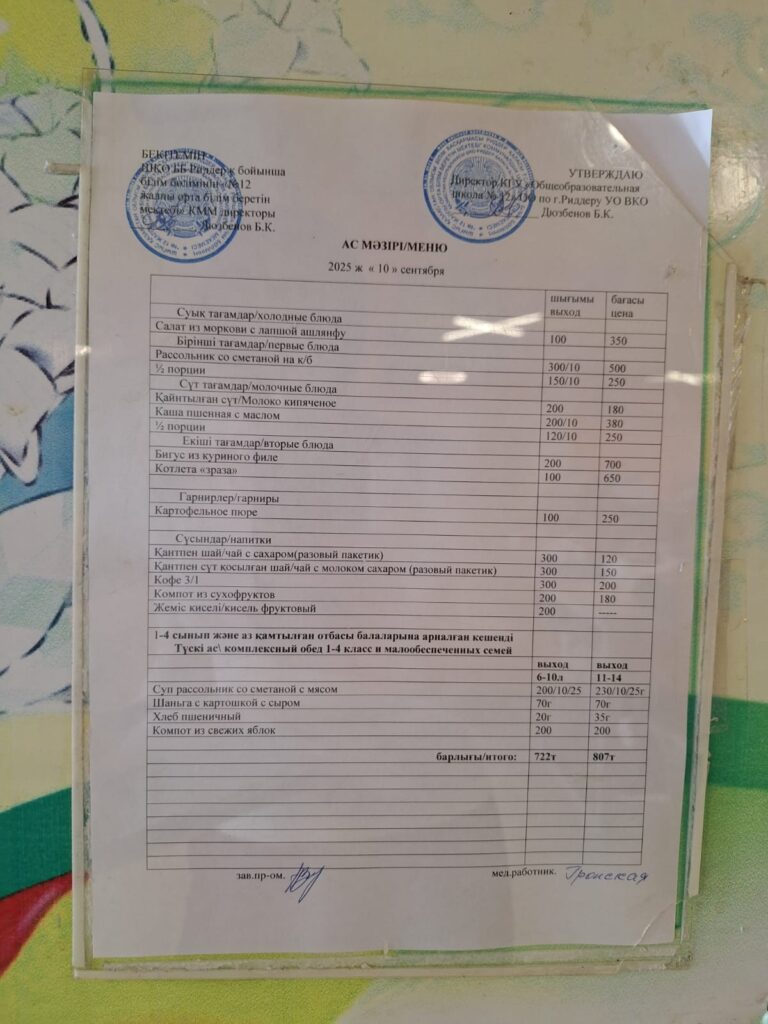 БЕКІТЕМІН
ШҚО ББ Риддер қ бойынша
білім бөлімінің «№12
жалпы орта білім беретін
мектебі» КММ директоры
Дюзбенов Б.К.
УТВЕРЖДАЮ
Директор КГУ «Общеобразовательная
школа № 12» ОО по г.Риддеру УО ВКО
Дюзбенов Б.К.
АС МӘЗІРІ/МЕНЮ
2025 ж « 10 » сентября
шығымы бағасы
Суық тағамдар/холодные блюда выход цена
Салат из моркови с лапшой ашлянфу 100 350
Бірінші тағамдар/первые блюда
Рассольник со сметаной на к/б 300/10 500
½ порции 150/10 250
Сүт тағамдар/молочные блюда
Қайнтылған сүт/Молоко кипяченое 200 180
Каша пшенная с маслом 200/10 380
½ порции 120/10 250
Екіші тағамдар/вторые блюда
Бигус из куриного филе 200 700
Котлета «зраза» 100 650
Гарнирлер/гарниры
Картофельное пюре 100 250
Сұсындар/напитки
Қантпен шай/чай с сахаром(разовый пакетик) 300 120
Қантпен сүт қосылған шай/чай с молоком сахаром (разовый пакетик) 300 150
Кофе 3/1 300 200
Компот из сухофруктов 200 180
Жеміс киселі/кисель фруктовый 200 -----
1-4 сынып және аз қамтылған отбасы балаларына арналған кешенді
Түскі ас\ комплексный обед 1-4 класс и малообеспеченных семей
выход выход
6-10л 11-14
Суп рассольник со сметаной с мясом 200/10/25 230/10/25г
Шаньга с картошкой с сыром 70г 70г
Хлеб пшеничный 20г 35г
Компот из свежих яблок 200 200
барлығы/итого: 722т 807т
зав.пр-ом. мед.работник. Гронская